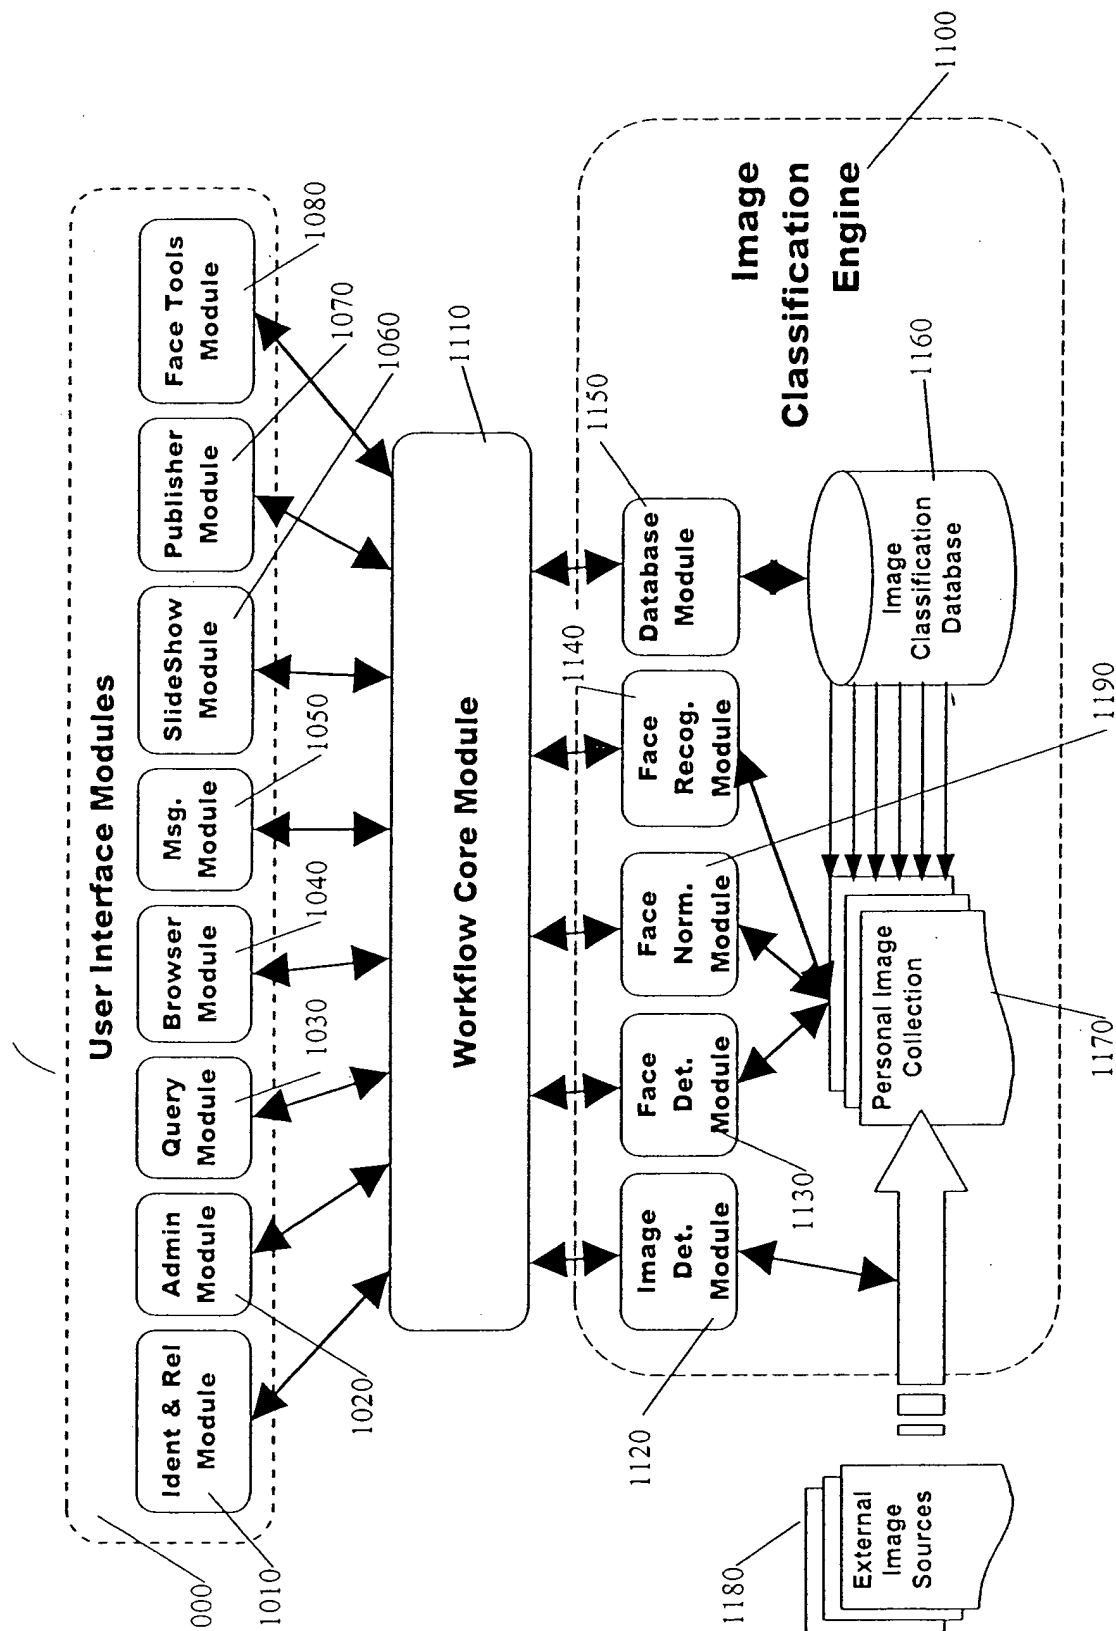 User Interface Modules
Ident & Rel
Module
Admin
Module
Query
Module
Browser
Module
Msg.
Module
SlideShow
Module
Publisher
Module
Face Tools
Module
000
1010
1020
1030
1040
1050
1060
1070
1080
Workflow Core Module
1110
Image
Det.
Module
Face
Det.
Module
Face
Norm.
Module
Face
Recog.
Module
Database
Module
1120
1130
1140
1150
Image
Classification
Engine
1100
External
Image
Sources
1180
Personal Image
Collection
1170
1190
Image
Classification
Database
1160